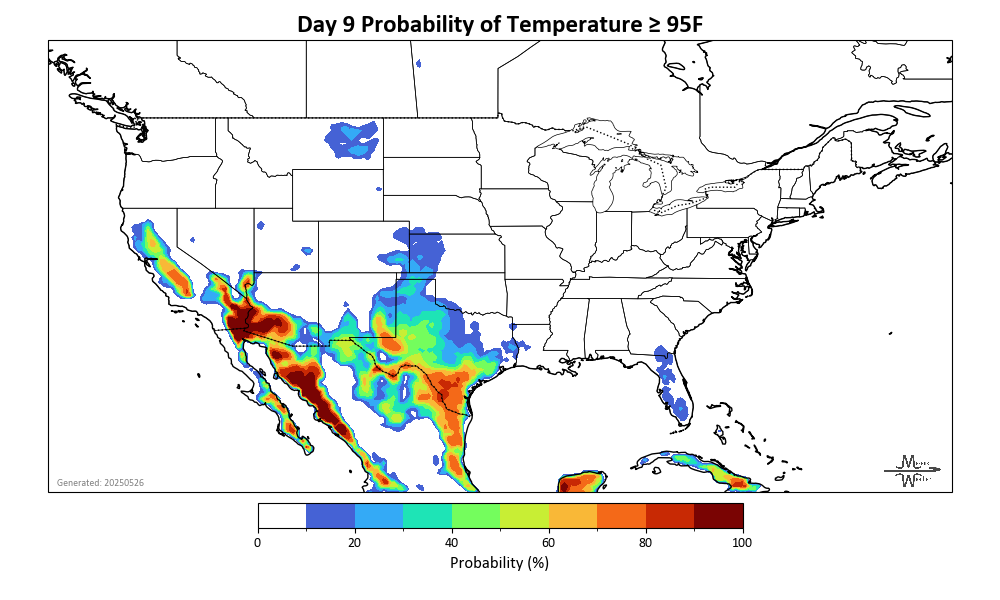 Day 9 Probability of Temperature ≥ 95F
Generated: 20250526
0 20 40 60 80 100
Probability (%)